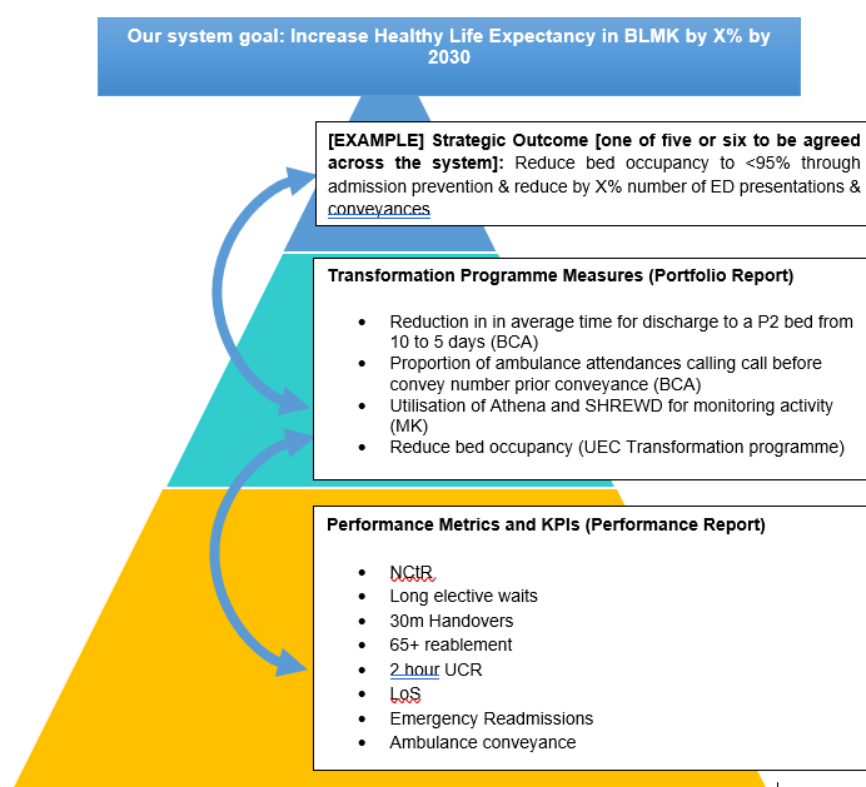 Our system goal: Increase Healthy Life Expectancy in BLMK by X% by
2030
[EXAMPLE] Strategic Outcome [one of five or six to be agreed
across the system]: Reduce bed occupancy to <95% through
admission prevention & reduce by X% number of ED presentations &
conveyances
Transformation Programme Measures (Portfolio Report)
• Reduction in in average time for discharge to a P2 bed from
10 to 5 days (BCA)
• Proportion of ambulance attendances calling call before
convey number prior conveyance (BCA)
• Utilisation of Athena and SHREWD for monitoring activity
(MK)
• Reduce bed occupancy (UEC Transformation programme)
Performance Metrics and KPIs (Performance Report)
• NCtR
• Long elective waits
• 30m Handovers
• 65+ reablement
• 2 hour UCR
• LoS
• Emergency Readmissions
• Ambulance conveyance